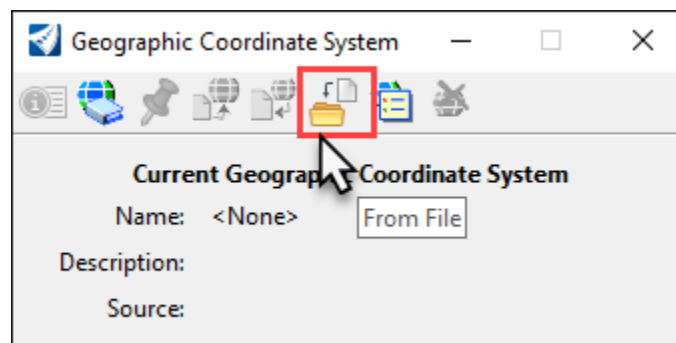 Geographic Coordinate System
Current Geograp Coordinate System
Name: <None>
From File
Description:
Source: